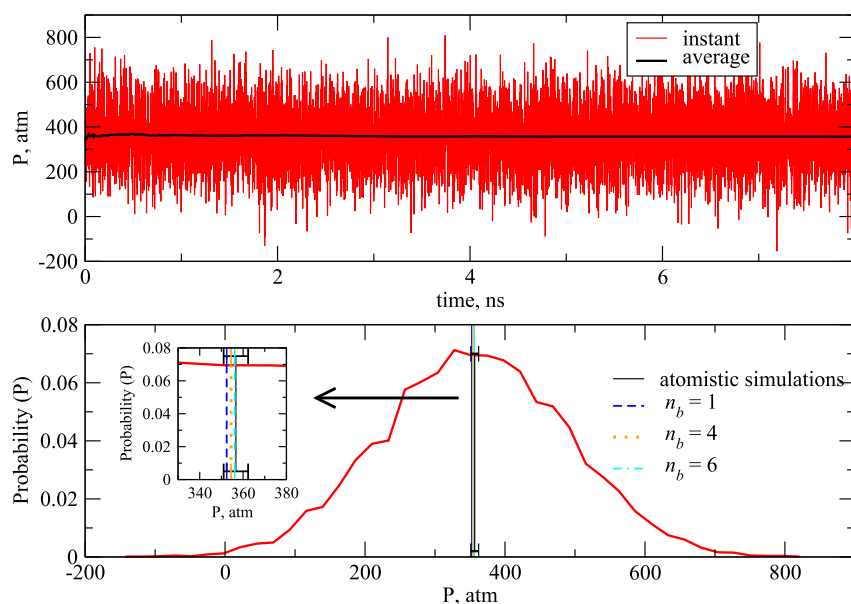 800
600
400
200
0
-200
P, atm
instant
average
0
2
4
6
time, ns
0.08
0.06
0.04
0.02
0
Probability (P)
0.08
0.06
0.04
0.02
0
Probability (P)
340
360
380
P, atm
atomistic simulations
n_b = 1
n_b = 4
n_b = 6
-200
0
200
400
600
800
P, atm